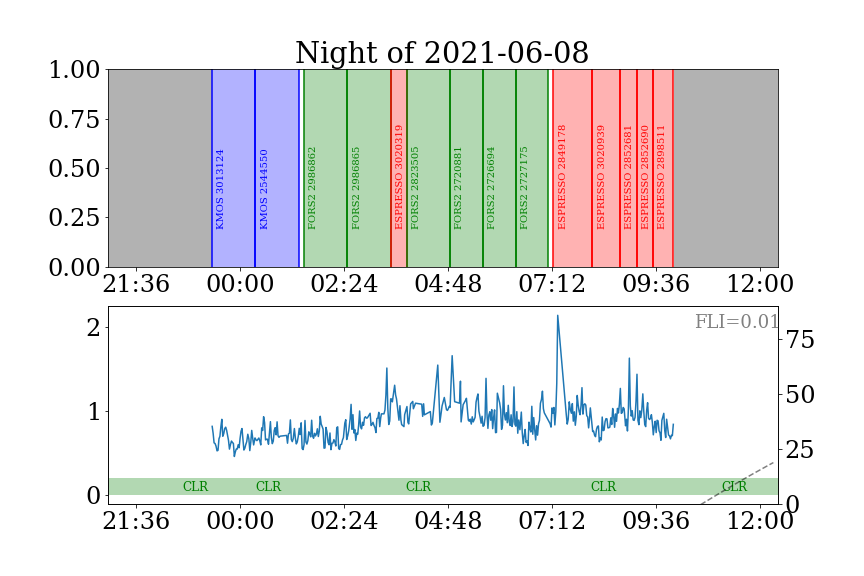 Night of 2021-06-08
1.00
0.75
0.50
0.25
0.00
KMOS 3013124
KMOS 2544550
FORS2 2986862
FORS2 2986865
ESPRESSO 3020319
FORS2 2823505
FORS2 2720881
FORS2 2726694
FORS2 2727175
ESPRESSO 2849178
ESPRESSO 3020939
ESPRESSO 2852681
ESPRESSO 2852690
ESPRESSO 2898511
21:36 00:00 02:24 04:48 07:12 09:36 12:00
FLI=0.01
2
1
0
75
50
25
0
CLR CLR CLR CLR CLR
21:36 00:00 02:24 04:48 07:12 09:36 12:00